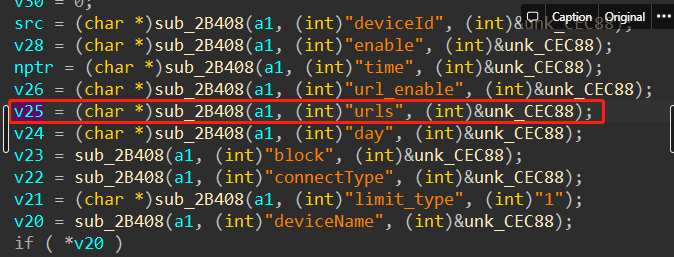 v30 = 0;
Caption Original
src = (char *)sub_2B408(a1, (int)"deviceId", (int)&unk_CEC88);
v28 = (char *)sub_2B408(a1, (int)"enable", (int)&unk_CEC88);
nptr = (char *)sub_2B408(a1, (int)"time", (int)&unk_CEC88);
v26 = (char *)sub_2B408(a1, (int)"url_enable", (int)&unk_CEC88);
v25 = (char *)sub_2B408(a1, (int)"urls", (int)&unk_CEC88);
v24 = (char *)sub_2B408(a1, (int)"day", (int)&unk_CEC88);
v23 = sub_2B408(a1, (int)"block", (int)&unk_CEC88);
v22 = sub_2B408(a1, (int)"connectType", (int)&unk_CEC88);
v21 = (char *)sub_2B408(a1, (int)"limit_type", (int)"1");
v20 = sub_2B408(a1, (int)"deviceName", (int)&unk_CEC88);
if ( *v20 )